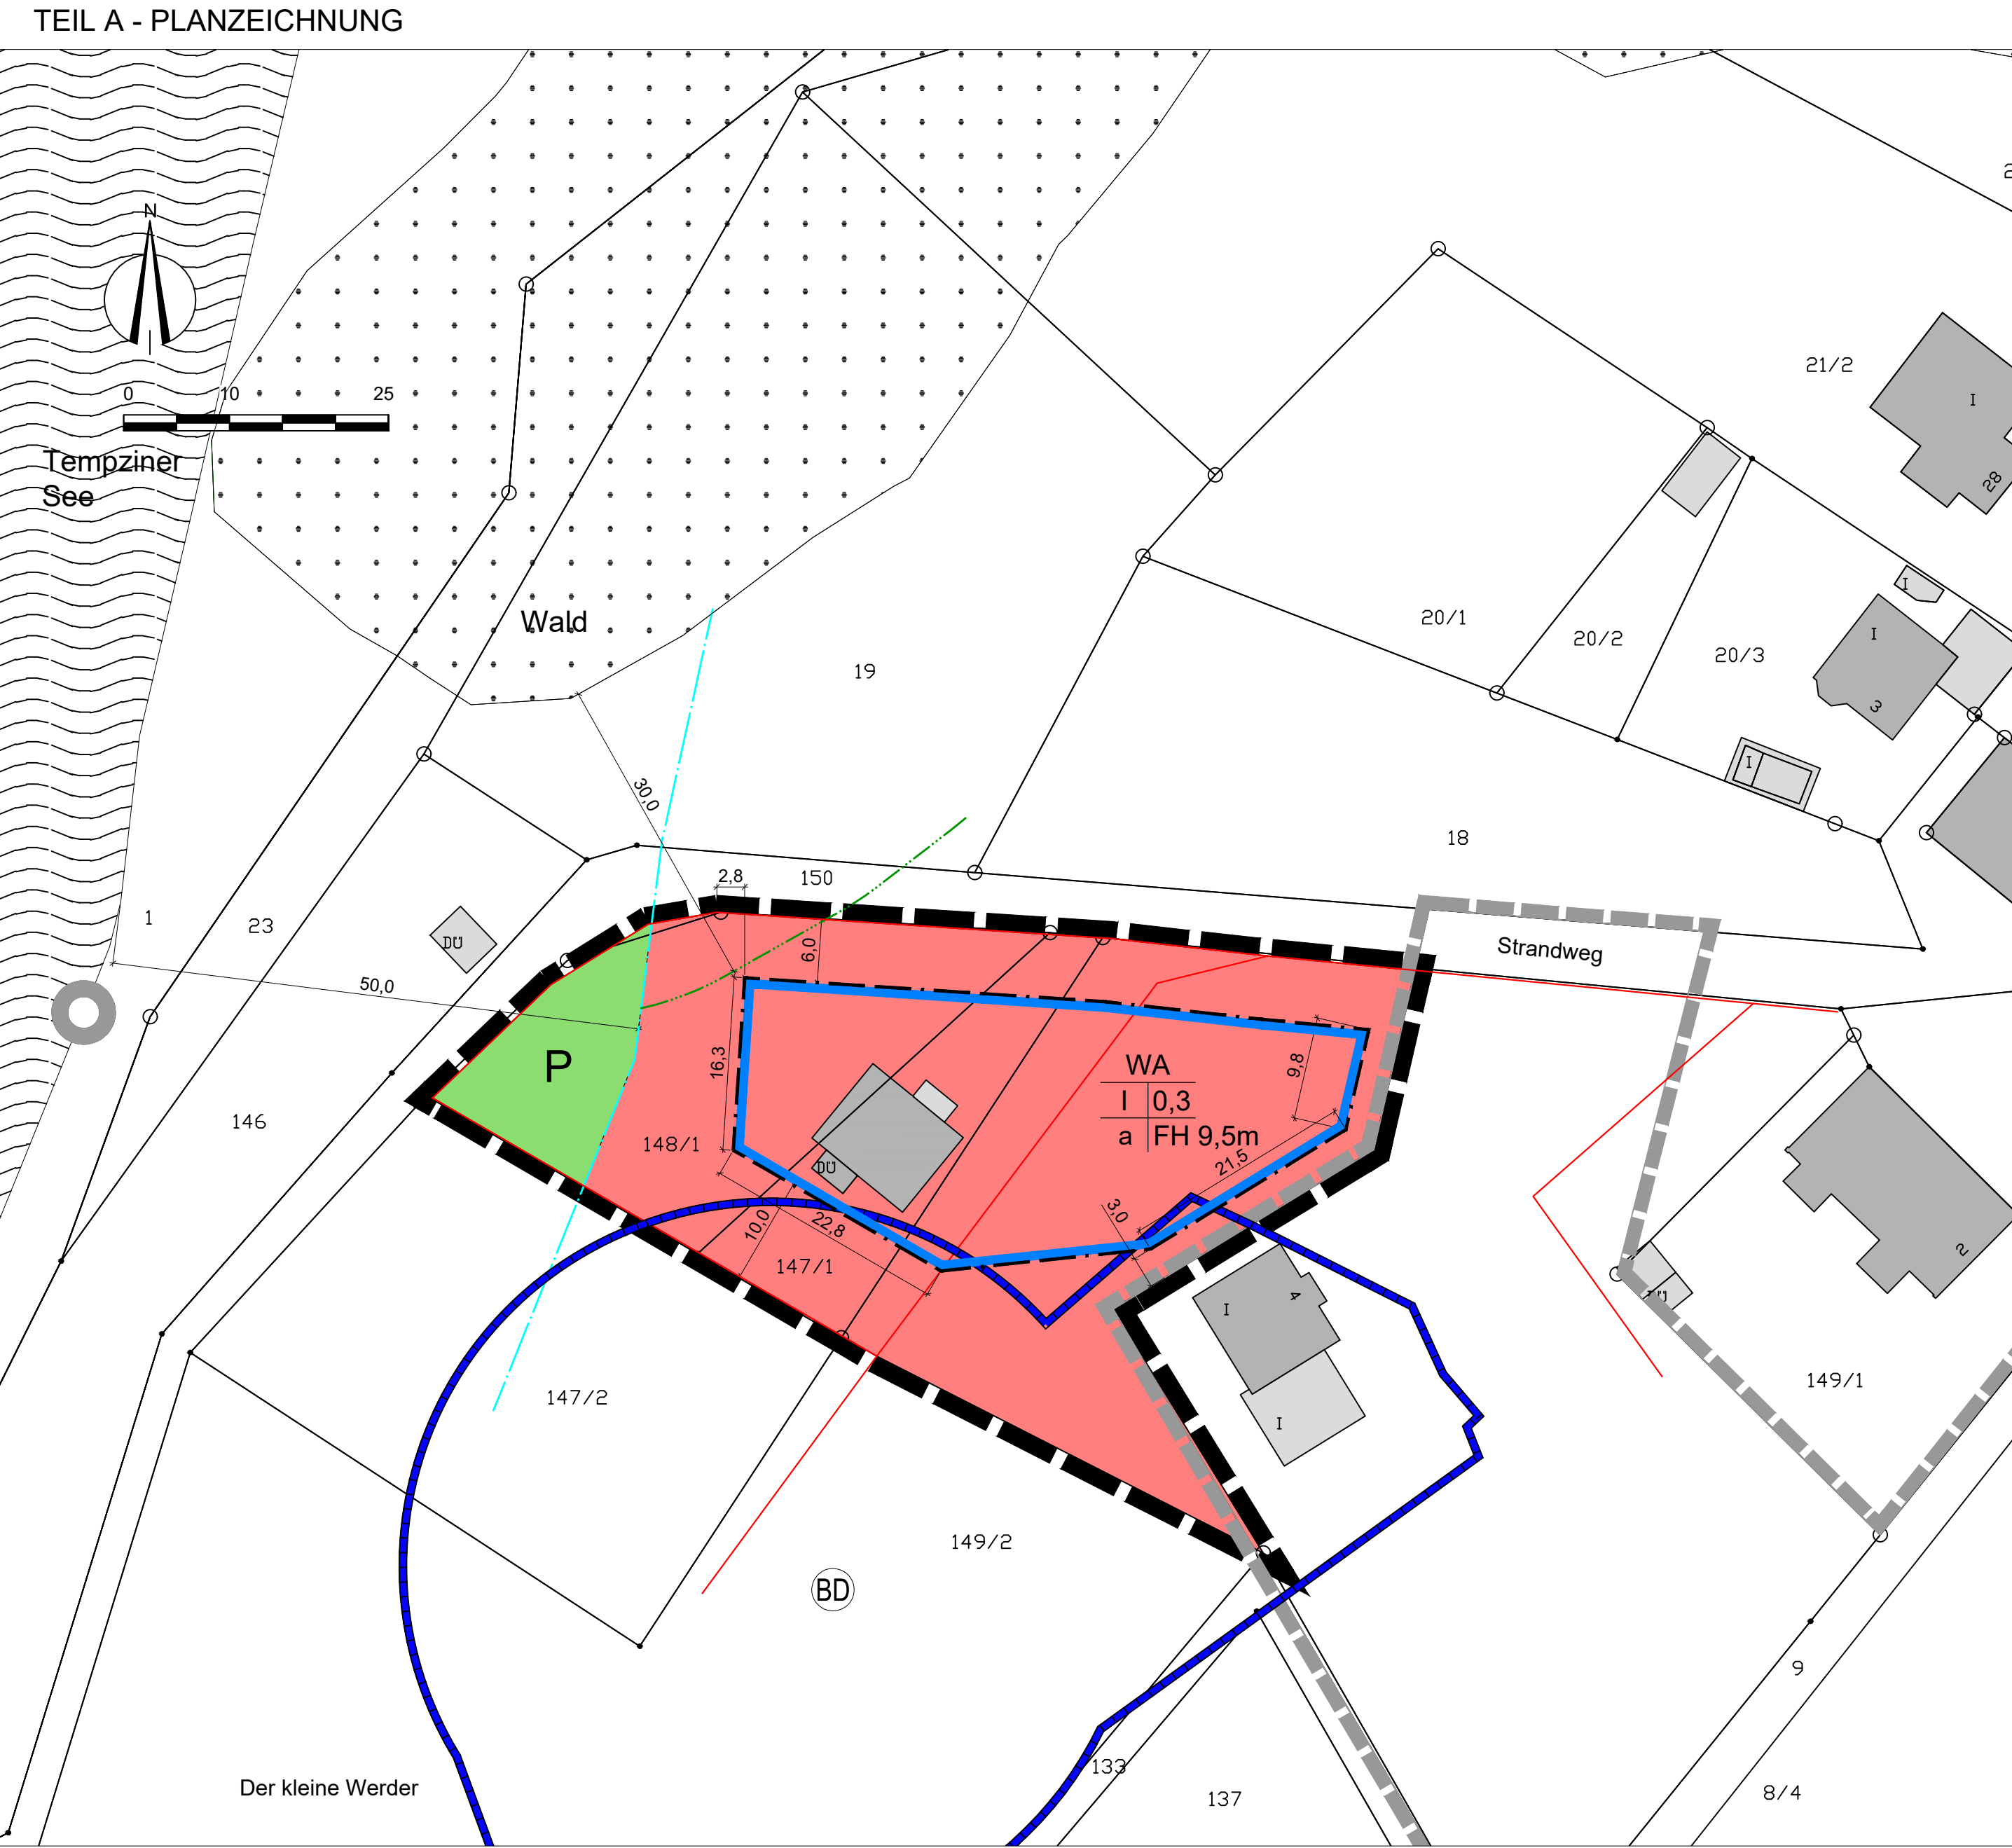 TEIL A - PLANZEICHNUNG
N
0 10 25
Tempziner
See
Wald
19
21/2
I
28
20/1
20/2
20/3
I
I
3
I
18
30,0
2,8
150
1
23
DÜ
50,0
6,0
Strandweg
P
16,3
WA
I 0,3
a FH 9,5m
9,8
146
148/1
DÜ
21,5
3,0
10,0
22,8
147/1
I
4
I
2
147/2
149/1
149/2
BD
9
133
137
8/4
Der kleine Werder